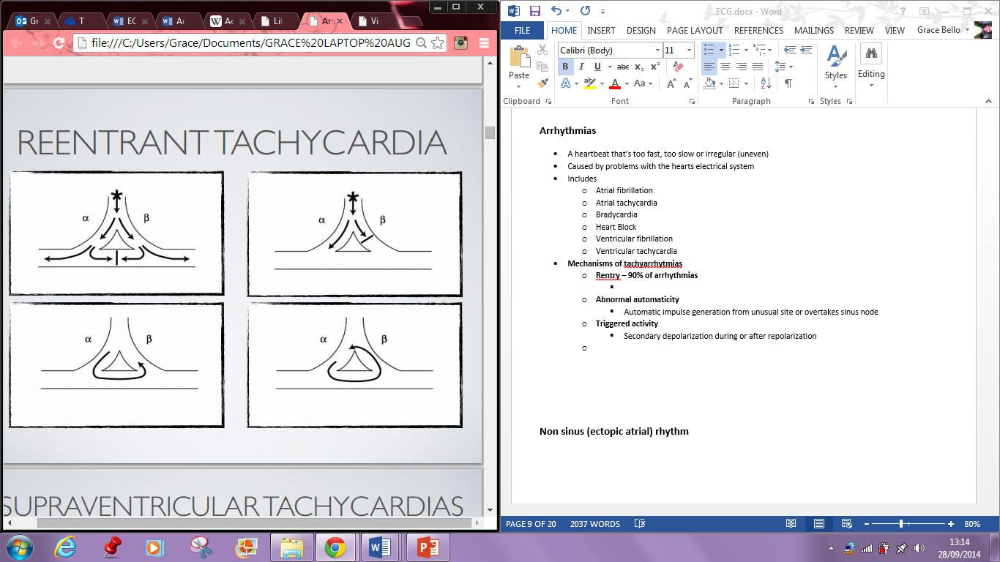 Gr
T
EC
Ar
Ac
Lif
Ar
Vi
file:///C:/Users/Grace/Documents/GRACE%20LAPTOP%20AUG
REENTRANT TACHYCARDIA
α β
α β
α β
α β
SUPRAVENTRICULAR TACHYCARDIAS
ECG.docx - Word
FILE HOME INSERT DESIGN PAGE LAYOUT REFERENCES MAILINGS REVIEW VIEW Grace Bello
Calibri (Body) 11
Paste
B I U abc x₂ x² Styles Editing
A ab A Aa A A
Clipboard Font Paragraph Styles
Arrhythmias
• A heartbeat that's too fast, too slow or irregular (uneven)
• Caused by problems with the hearts electrical system
• Includes
o Atrial fibrillation
o Atrial tachycardia
o Bradycardia
o Heart Block
o Ventricular fibrillation
o Ventricular tachycardia
• Mechanisms of tachyarrhytmias
o Rentry – 90% of arrhythmias
▪
o Abnormal automaticity
▪ Automatic impulse generation from unusual site or overtakes sinus node
o Triggered activity
▪ Secondary depolarization during or after repolarization
o
Non sinus (ectopic atrial) rhythm
PAGE 9 OF 20 2037 WORDS 80%
13:14
28/09/2014